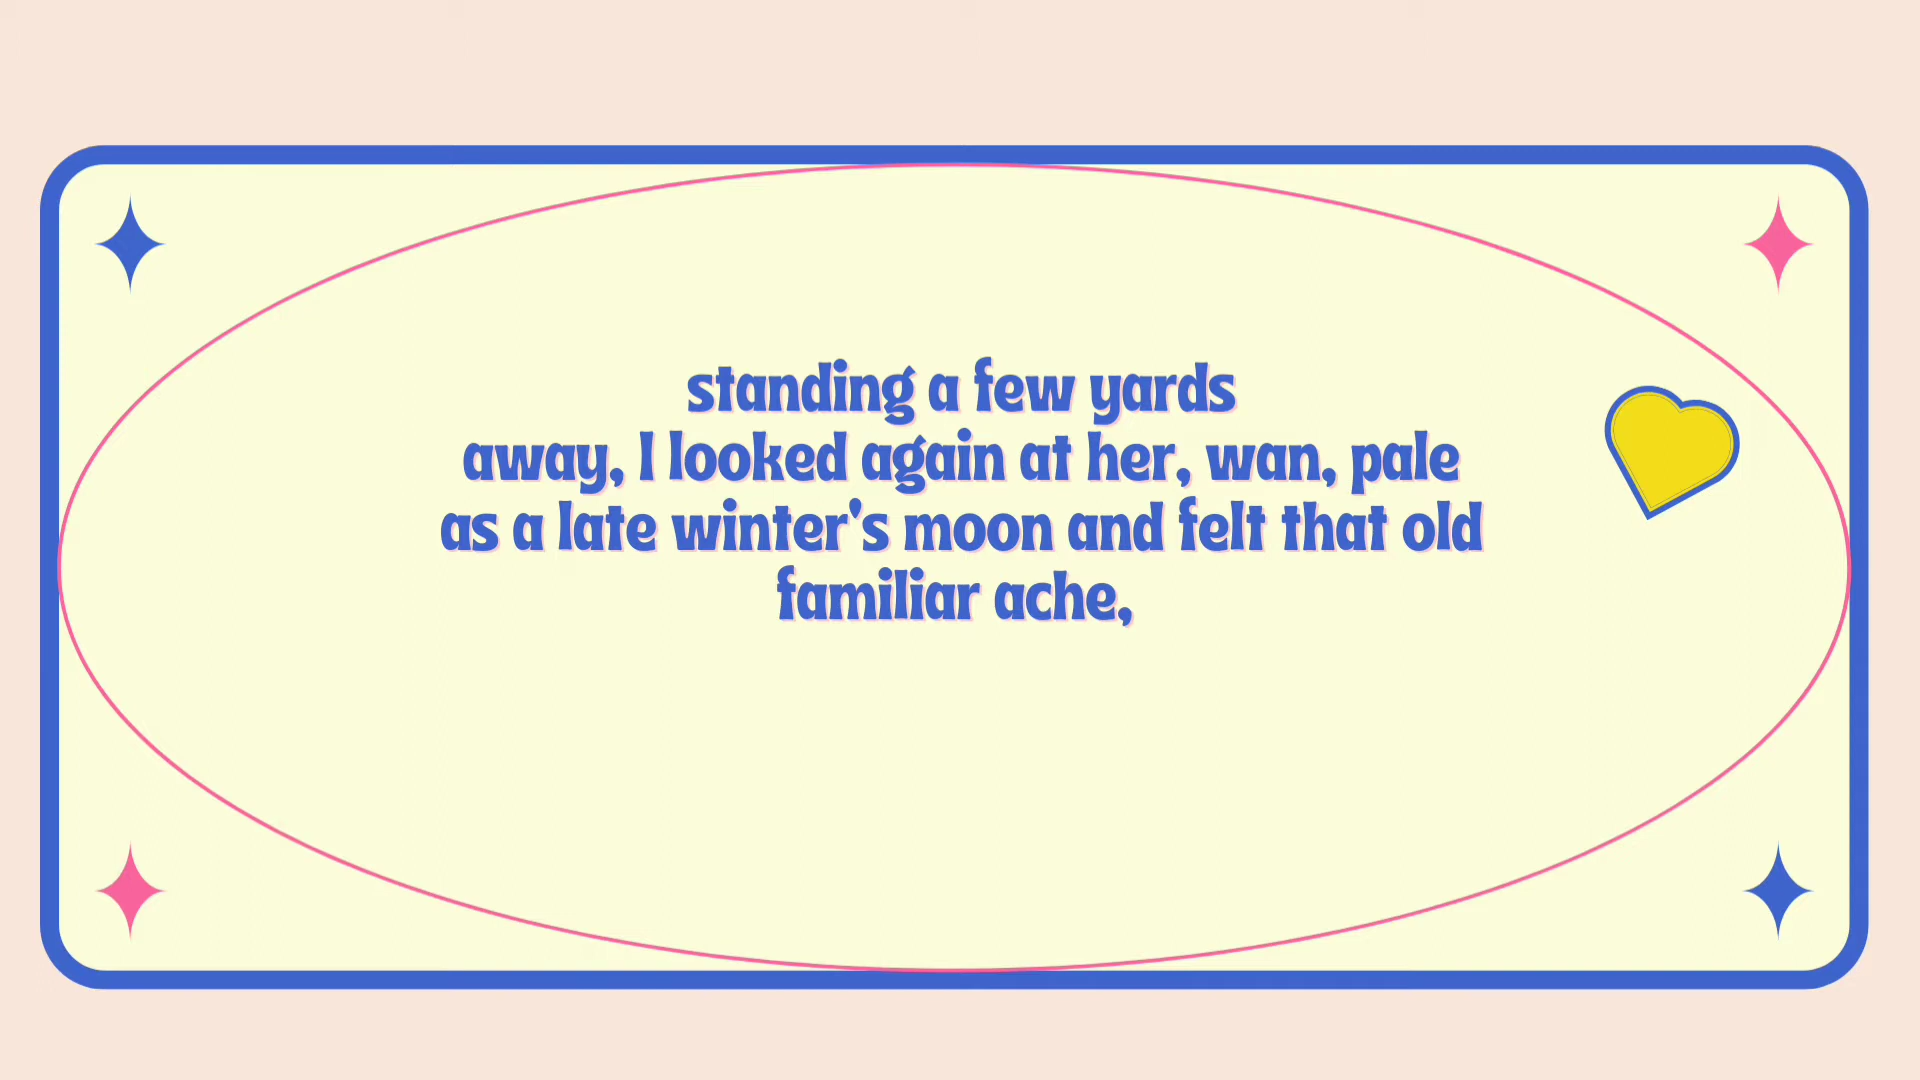 standing a few yards
away, I looked again at her, wan, pale
as a late winter's moon and felt that old
familiar ache,